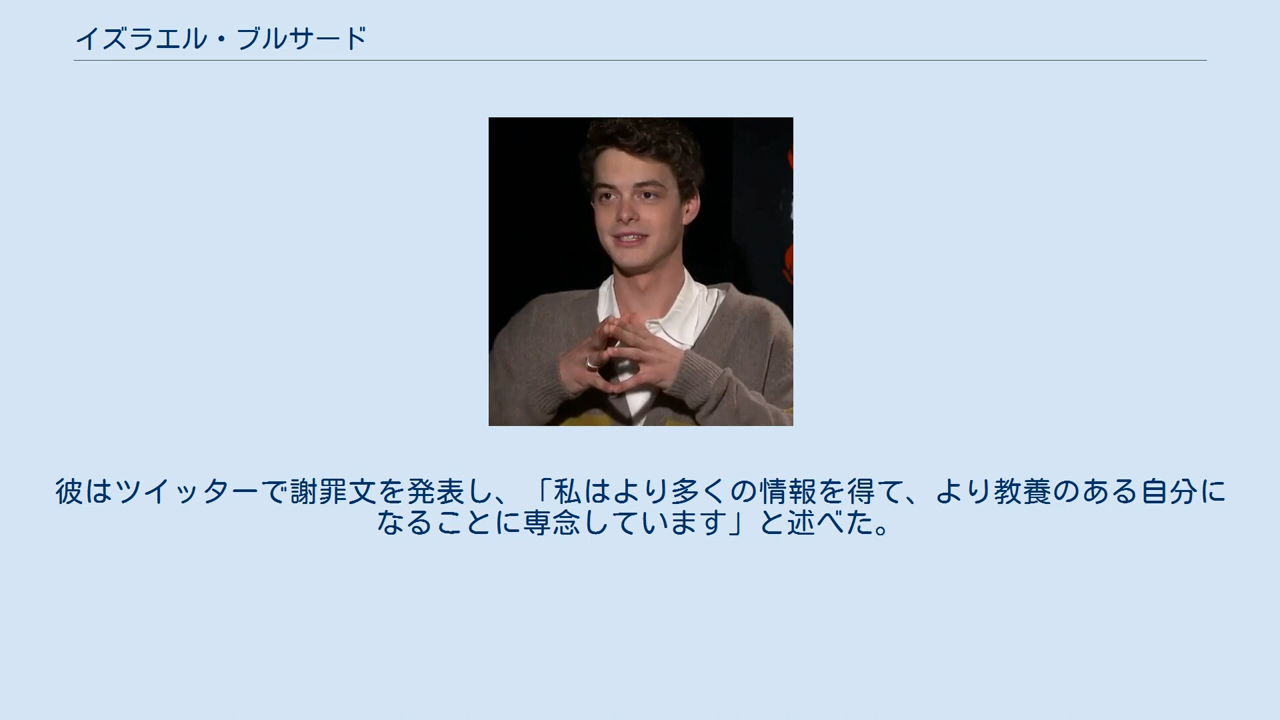 イズラエル・ブルサード
彼はツイッターで謝罪文を発表し、「私はより多くの情報を得て、より教養のある自分に
なることに専念しています」と述べた。